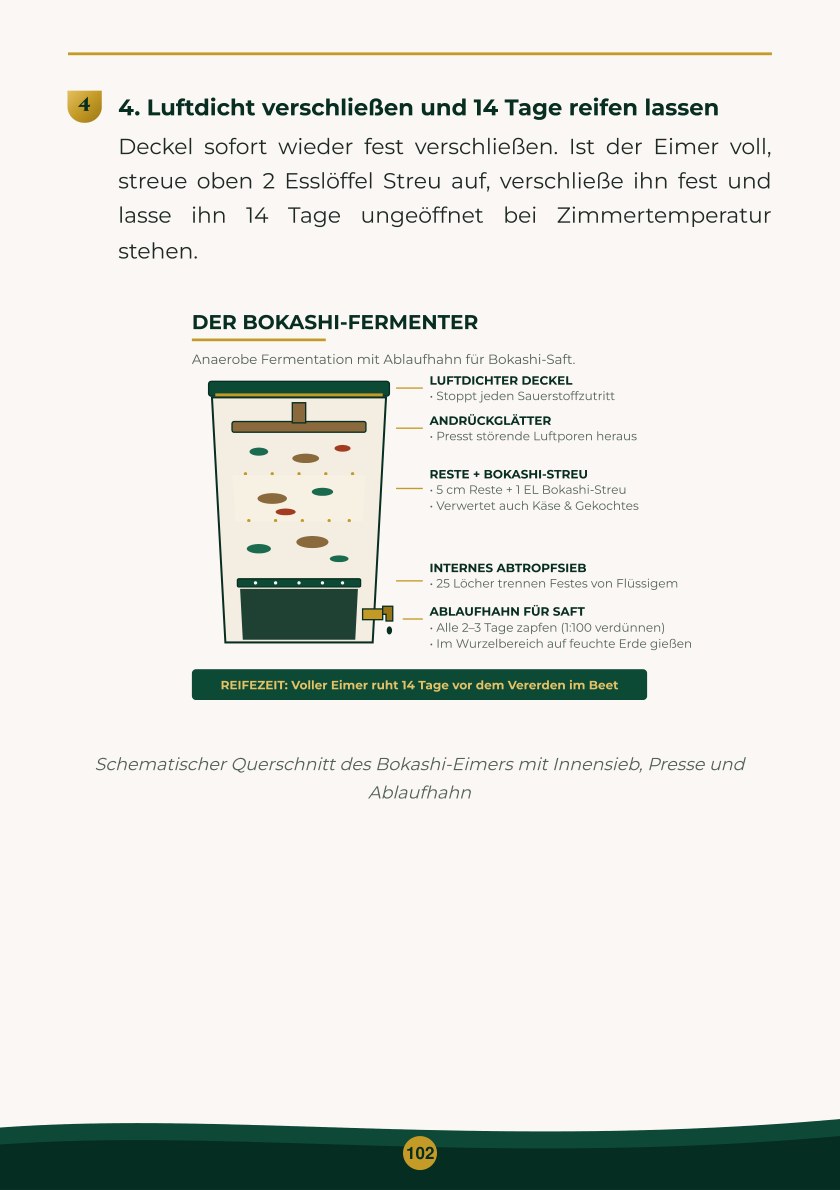 4
4. Luftdicht verschließen und 14 Tage reifen lassen
Deckel sofort wieder fest verschließen. Ist der Eimer voll,
streue oben 2 Esslöffel Streu auf, verschließe ihn fest und
lasse ihn 14 Tage ungeöffnet bei Zimmertemperatur
stehen.
DER BOKASHI-FERMENTER
Anaerobe Fermentation mit Ablaufhahn für Bokashi-Saft.
LUFTDICHTER DECKEL
• Stoppt jeden Sauerstoffzutritt
ANDRÜCKGLÄTTER
• Presst störende Luftporen heraus
RESTE + BOKASHI-STREU
• 5 cm Reste + 1 EL Bokashi-Streu
• Verwertet auch Käse & Gekochtes
INTERNES ABTROPFSIEB
• 25 Löcher trennen Festes von Flüssigem
ABLAUFHAHN FÜR SAFT
• Alle 2–3 Tage zapfen (1:100 verdünnen)
• Im Wurzelbereich auf feuchte Erde gießen
REIFEZEIT: Voller Eimer ruht 14 Tage vor dem Vererden im Beet
Schematischer Querschnitt des Bokashi-Eimers mit Innensieb, Presse und
Ablaufhahn
102